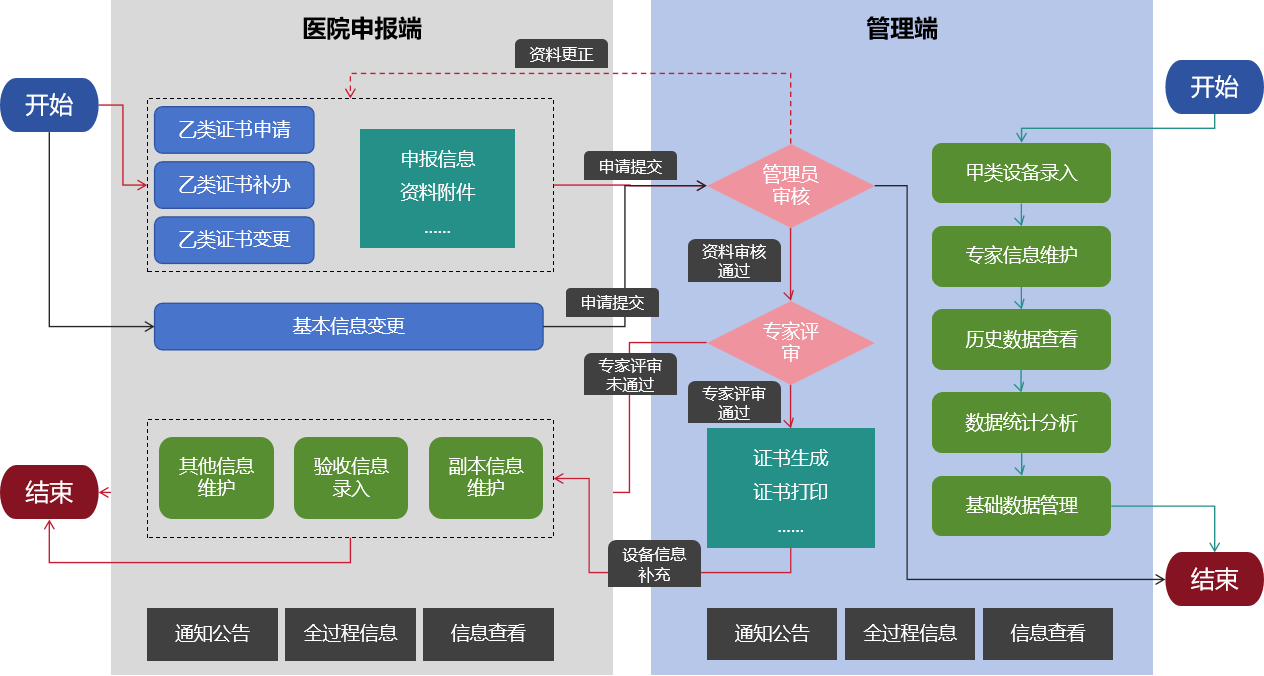 医院申报端
管理端
资料更正
开始
开始
乙类证书申请
乙类证书补办
乙类证书变更
申报信息
资料附件
......
申请提交
管理员
审核
甲类设备录入
专家信息维护
资料审核
通过
基本信息变更
申请提交
专家评
审
历史数据查看
专家评审
未通过
专家评审
通过
数据统计分析
其他信息
维护
验收信息
录入
副本信息
维护
证书生成
证书打印
......
结束
基础数据管理
设备信息
补充
结束
通知公告
全过程信息
信息查看
通知公告
全过程信息
信息查看